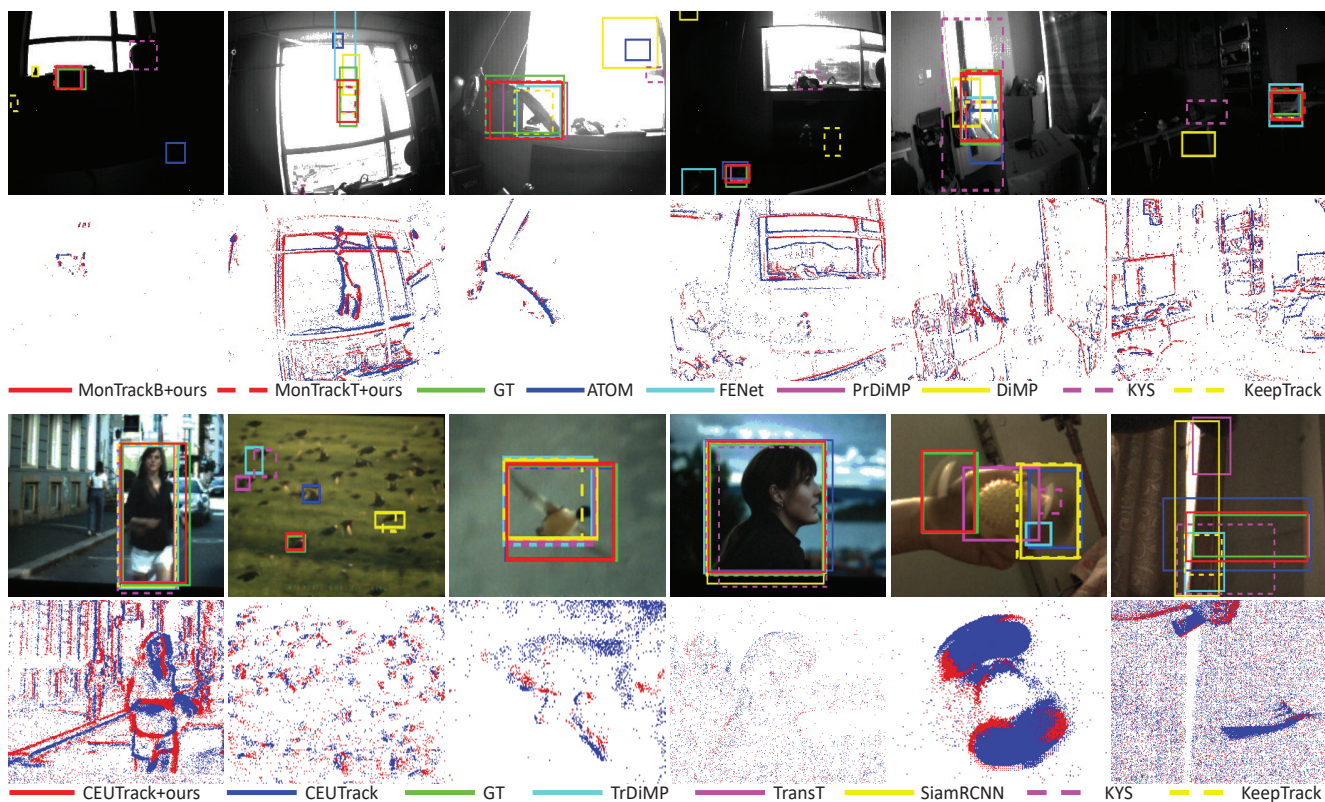 MonTrackB+ours MonTrackT+ours GT ATOM FENet PrDiMP DiMP KYS KeepTrack
CEUTrack+ours CEUTrack GT TrDiMP TransT SiamRCNN KYS KeepTrack